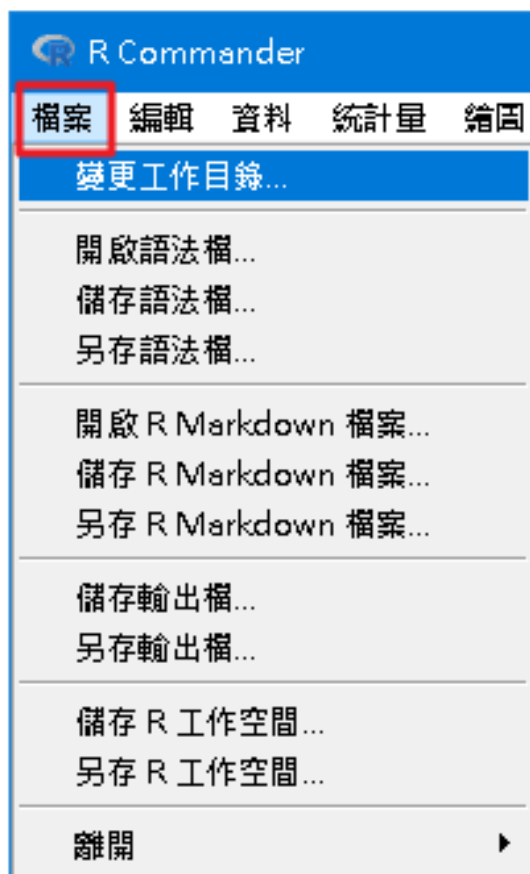 R Commander
檔案 編輯 資料 統計量 繪圖
變更工作目錄...
開啟語法檔...
儲存語法檔...
另存語法檔...
開啟 R Markdown 檔案...
儲存 R Markdown 檔案...
另存 R Markdown 檔案...
儲存輸出檔...
另存輸出檔...
儲存 R 工作空間...
另存 R 工作空間...
離開